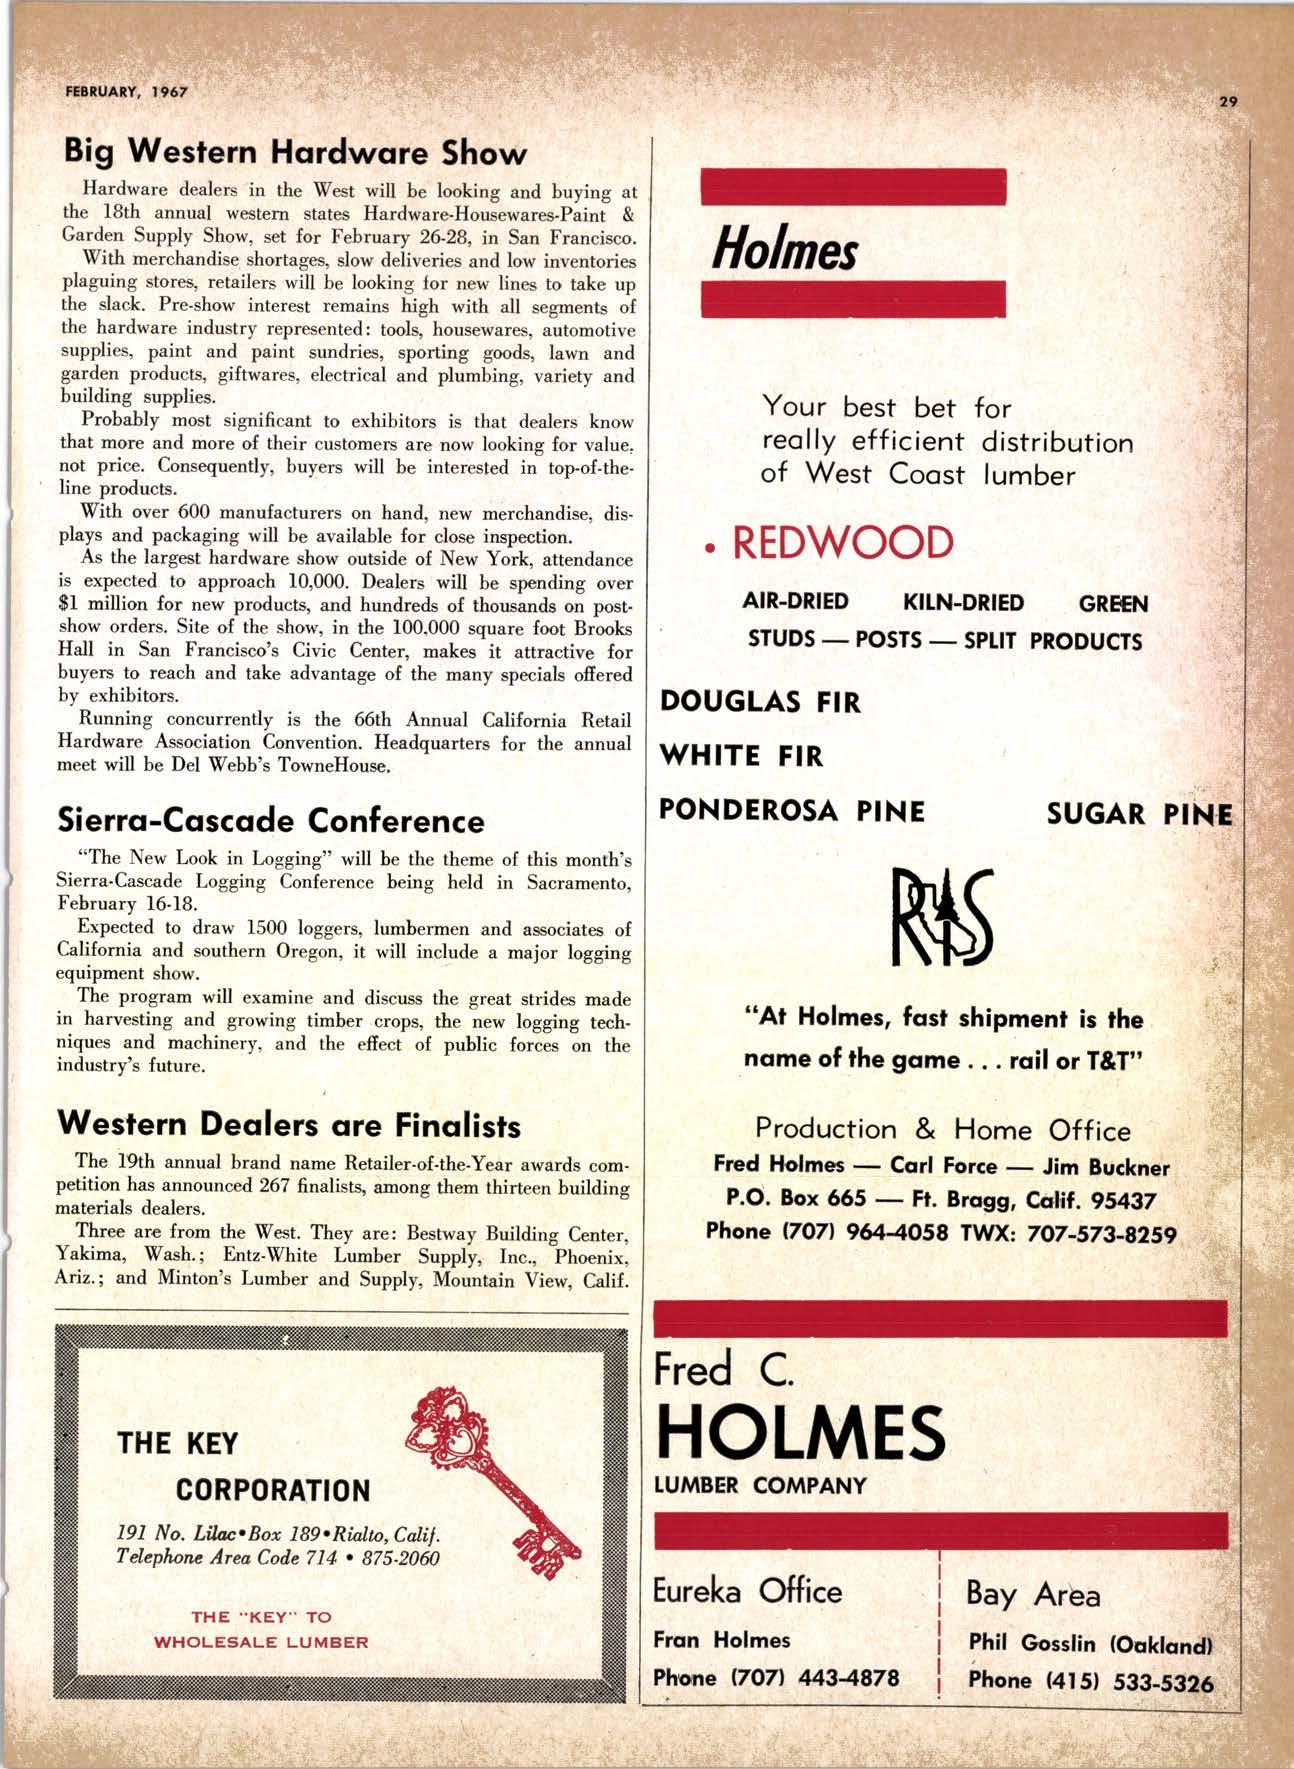 FEBRUARY, 1967
29
Big Western Hardware Show
Hardware dealers in the West will be looking and buying at
the 18th annual western states Hardware-Housewares-Paint &
Garden Supply Show, set for February 26-28, in San Francisco.
With merchandise shortages, slow deliveries and low inventories
plaguing stores, retailers will be looking for new lines to take up
the slack. Pre-show interest remains high with all segments of
the hardware industry represented: tools, housewares, automotive
supplies, paint and paint sundries, sporting goods, lawn and
garden products, giftwares, electrical and plumbing, variety and
building supplies.
Probably most significant to exhibitors is that dealers know
that more and more of their customers are now looking for value,
not price. Consequently, buyers will be interested in top-of-the-
line products.
With over 600 manufacturers on hand, new merchandise, dis-
plays and packaging will be available for close inspection.
As the largest hardware show outside of New York, attendance
is expected to approach 10,000. Dealers will be spending over
$1 million for new products, and hundreds of thousands on post-
show orders. Site of the show, in the 100,000 square foot Brooks
Hall in San Francisco's Civic Center, makes it attractive for
buyers to reach and take advantage of the many specials offered
by exhibitors.
Running concurrently is the 66th Annual California Retail
Hardware Association Convention. Headquarters for the annual
meet will be Del Webb's TowneHouse.
Sierra-Cascade Conference
"The New Look in Logging" will be the theme of this month's
Sierra-Cascade Logging Conference being held in Sacramento,
February 16-18.
Expected to draw 1500 loggers, lumbermen and associates of
California and southern Oregon, it will include a major logging
equipment show.
The program will examine and discuss the great strides made
in harvesting and growing timber crops, the new logging tech-
niques and machinery, and the effect of public forces on the
industry's future.
Western Dealers are Finalists
The 19th annual brand name Retailer-of-the-Year awards com-
petition has announced 267 finalists, among them thirteen building
materials dealers.
Three are from the West. They are: Bestway Building Center,
Yakima, Wash.; Entz-White Lumber Supply, Inc., Phoenix,
Ariz.; and Minton's Lumber and Supply, Mountain View, Calif.
THE KEY
CORPORATION
191 No. Lilac•Box 189•Rialto, Calif.
Telephone Area Code 714 • 875-2060
THE "KEY" TO
WHOLESALE LUMBER
Holmes
Your best bet for
really efficient distribution
of West Coast lumber
• REDWOOD
AIR-DRIED KILN-DRIED GREEN
STUDS — POSTS — SPLIT PRODUCTS
DOUGLAS FIR
WHITE FIR
PONDEROSA PINE SUGAR PINE
RIS
"At Holmes, fast shipment is the
name of the game . . . rail or T&T"
Production & Home Office
Fred Holmes — Carl Force — Jim Buckner
P.O. Box 665 — Ft. Bragg, Calif. 95437
Phone (707) 964-4058 TWX: 707-573-8259
Fred C.
HOLMES
LUMBER COMPANY
Eureka Office
Fran Holmes
Phone (707) 443-4878
Bay Area
Phil Gosslin (Oakland)
Phone (415) 533-5326